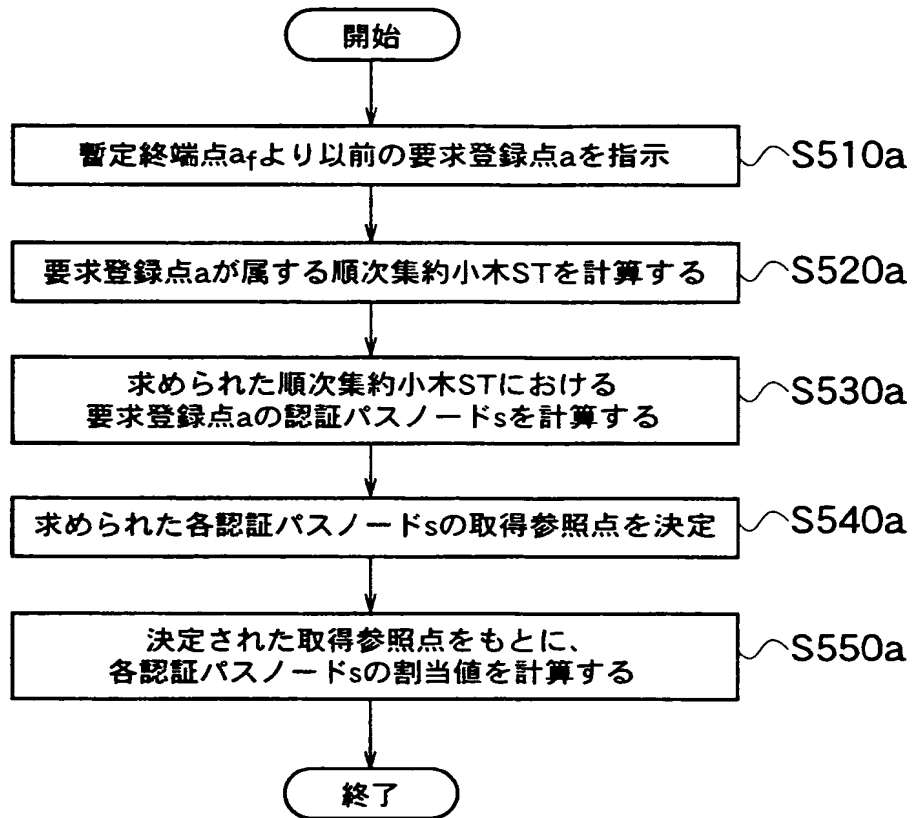 開始
暫定終端点afより以前の要求登録点aを指示
S510a
要求登録点aが属する順次集約小木STを計算する
S520a
求められた順次集約小木STにおける
要求登録点aの認証パスノードsを計算する
S530a
求められた各認証パスノードsの取得参照点を決定
S540a
決定された取得参照点をもとに、
各認証パスノードsの割当値を計算する
S550a
終了